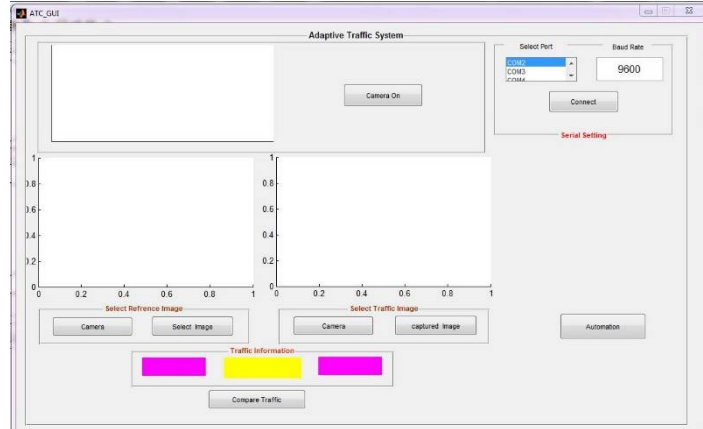 ATC_GUI
Adaptive Traffic System
Select Port
Baud Rate
COM2
COM3
COM4
9600
Camera On
Connect
Serial Setting
1
0.8
0.6
0.4
0.2
0
0 0.2 0.4 0.6 0.8 1
1
0.8
0.6
0.4
0.2
0
0 0.2 0.4 0.6 0.8 1
Select Refrence Image
Camera
Select Image
Select Traffic Image
Camera
captured Image
Automation
Traffic Information
Compare Traffic